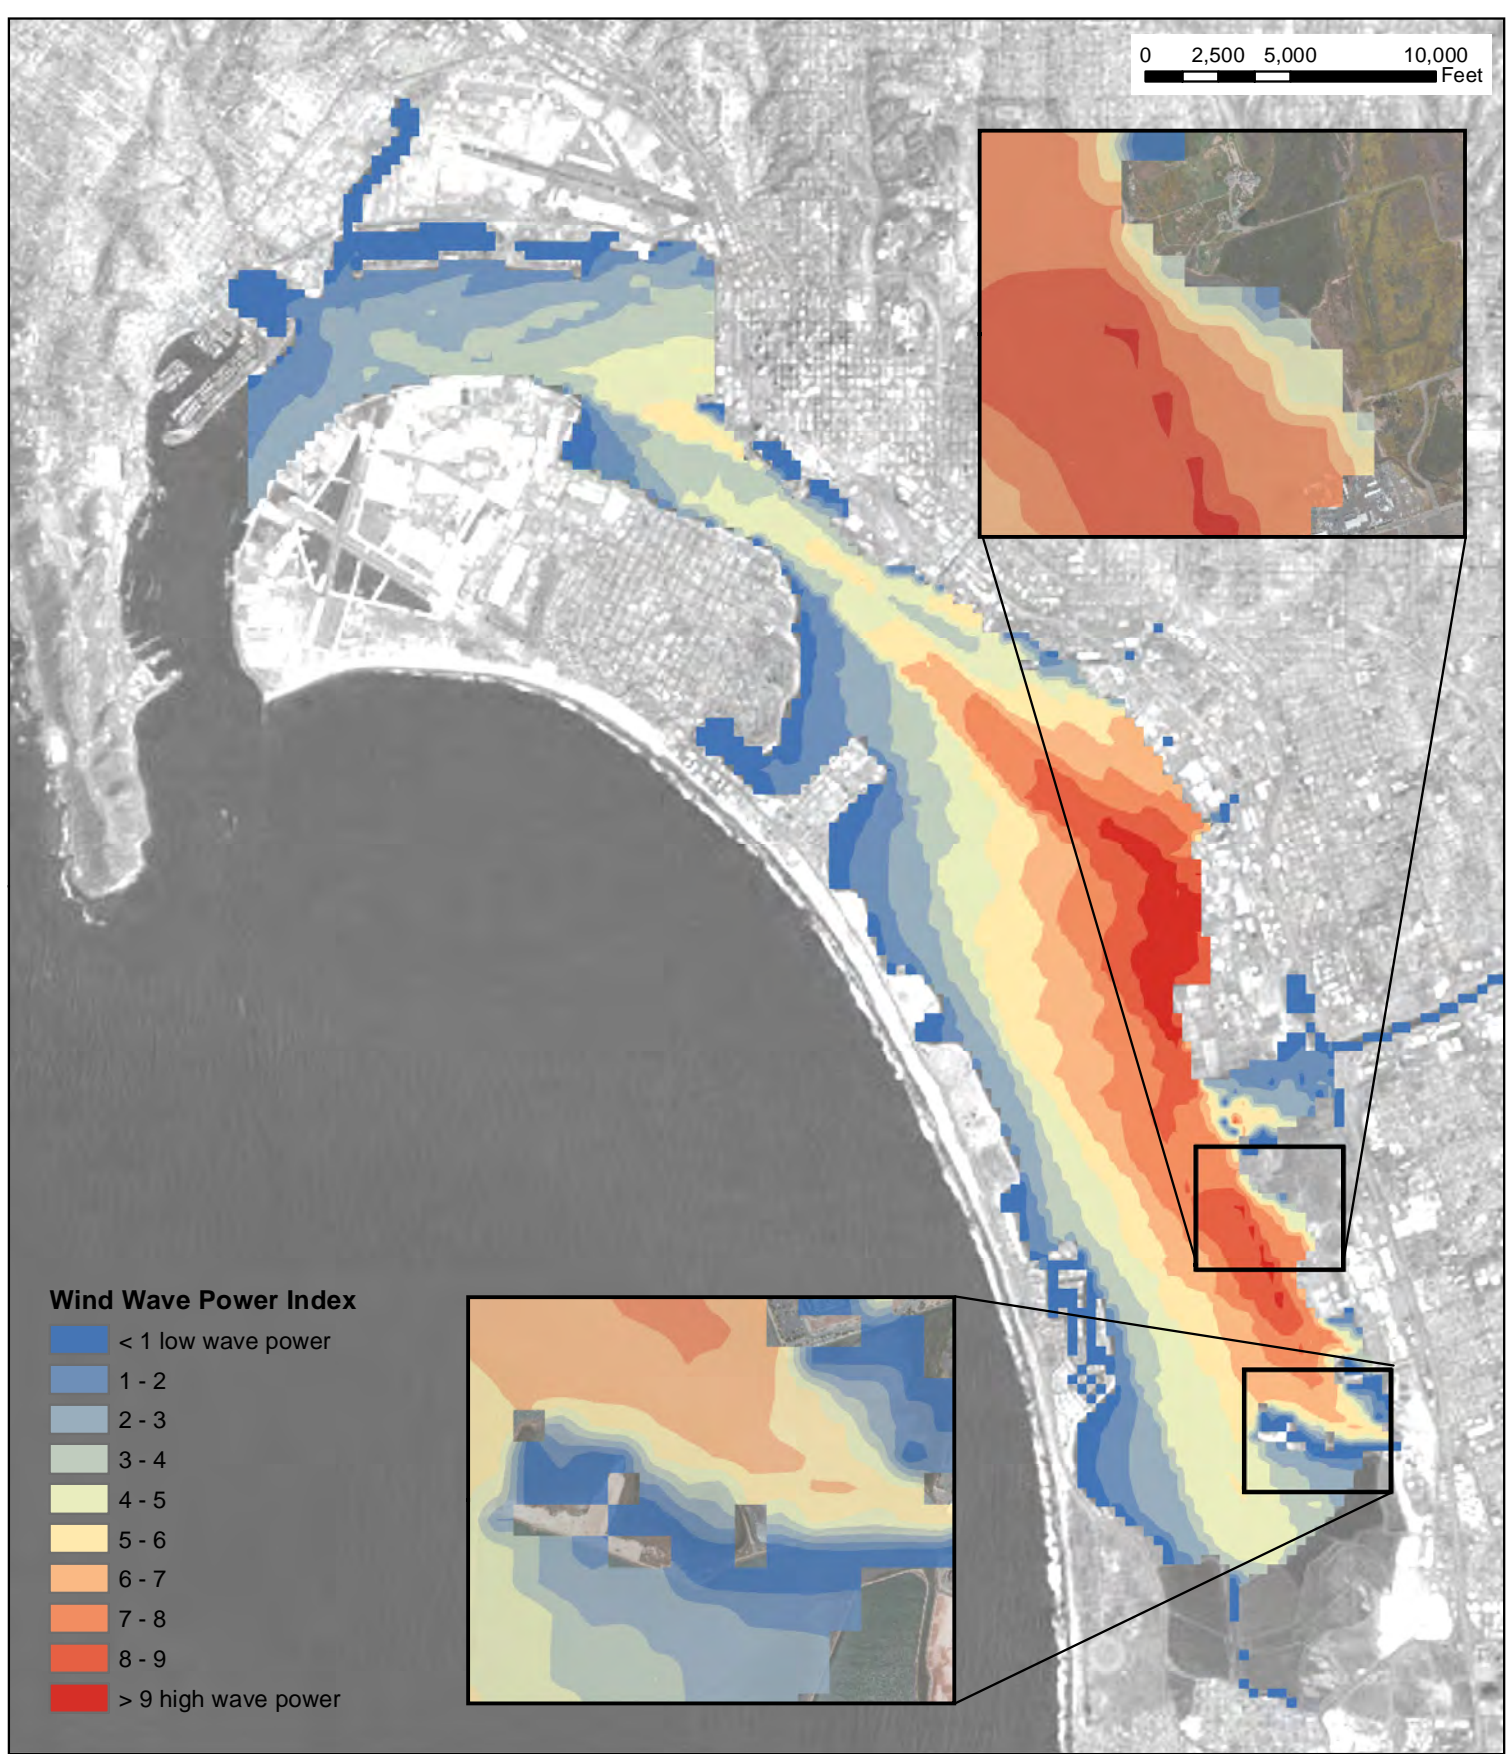 0 2,500 5,000 10,000
Feet
Wind Wave Power Index
< 1 low wave power
1 - 2
2 - 3
3 - 4
4 - 5
5 - 6
6 - 7
7 - 8
8 - 9
> 9 high wave power